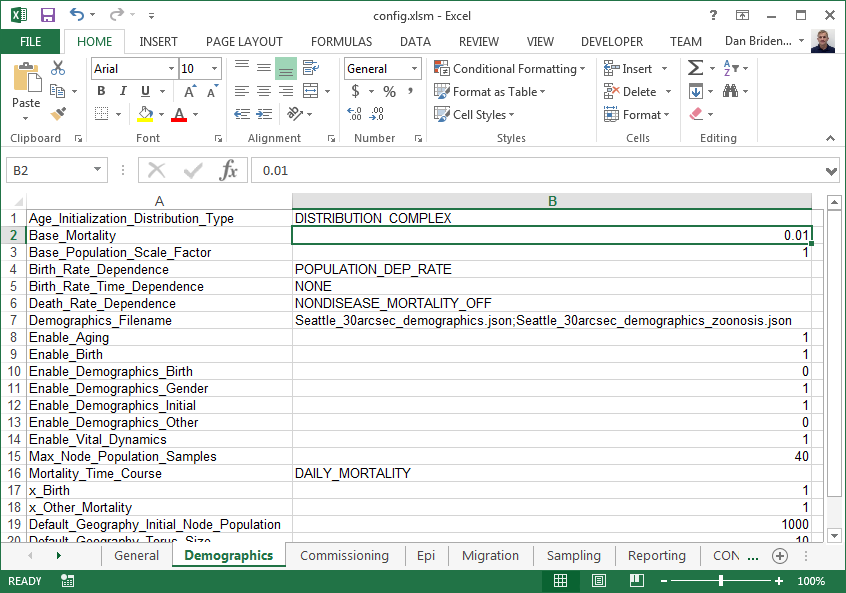 config.xlsm - Excel
?
FILE HOME INSERT PAGE LAYOUT FORMULAS DATA REVIEW VIEW DEVELOPER TEAM Dan Briden...
Paste
Arial 10
B I U A A
A
General
$ % ,
Conditional Formatting
Format as Table
Cell Styles
Insert
Delete
Format
Clipboard Font Alignment Number Styles Cells Editing
B2 fx 0.01
A B
1 Age_Initialization_Distribution_Type DISTRIBUTION_COMPLEX
2 Base_Mortality 0.01
3 Base_Population_Scale_Factor 1
4 Birth_Rate_Dependence POPULATION_DEP_RATE
5 Birth_Rate_Time_Dependence NONE
6 Death_Rate_Dependence NONDISEASE_MORTALITY_OFF
7 Demographics_Filename Seattle_30arcsec_demographics.json;Seattle_30arcsec_demographics_zoonosis.json
8 Enable_Aging 1
9 Enable_Birth 1
10 Enable_Demographics_Birth 0
11 Enable_Demographics_Gender 1
12 Enable_Demographics_Initial 1
13 Enable_Demographics_Other 0
14 Enable_Vital_Dynamics 1
15 Max_Node_Population_Samples 40
16 Mortality_Time_Course DAILY_MORTALITY
17 x_Birth 1
18 x_Other_Mortality 1
19 Default_Geography_Initial_Node_Population 1000
20 Default_Geography_Torus_Size 10
General Demographics Commissioning Epi Migration Sampling Reporting CON ...
READY 100%